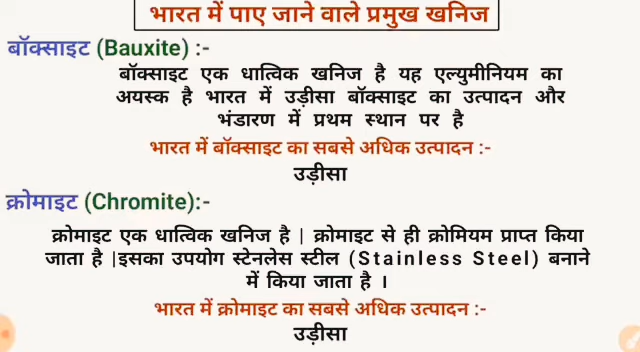 भारत में पाए जाने वाले प्रमुख खनिज
बॉक्साइट (Bauxite) :-
बॉक्साइट एक धात्विक खनिज है यह एल्युमीनियम का
अयस्क है भारत में उड़ीसा बॉक्साइट का उत्पादन और
भंडारण में प्रथम स्थान पर है
भारत में बॉक्साइट का सबसे अधिक उत्पादन :-
उड़ीसा
क्रोमाइट (Chromite):-
क्रोमाइट एक धात्विक खनिज है | क्रोमाइट से ही क्रोमियम प्राप्त किया
जाता है |इसका उपयोग स्टेनलेस स्टील (Stainless Steel) बनाने
में किया जाता है ।
भारत में क्रोमाइट का सबसे अधिक उत्पादन :-
उड़ीसा